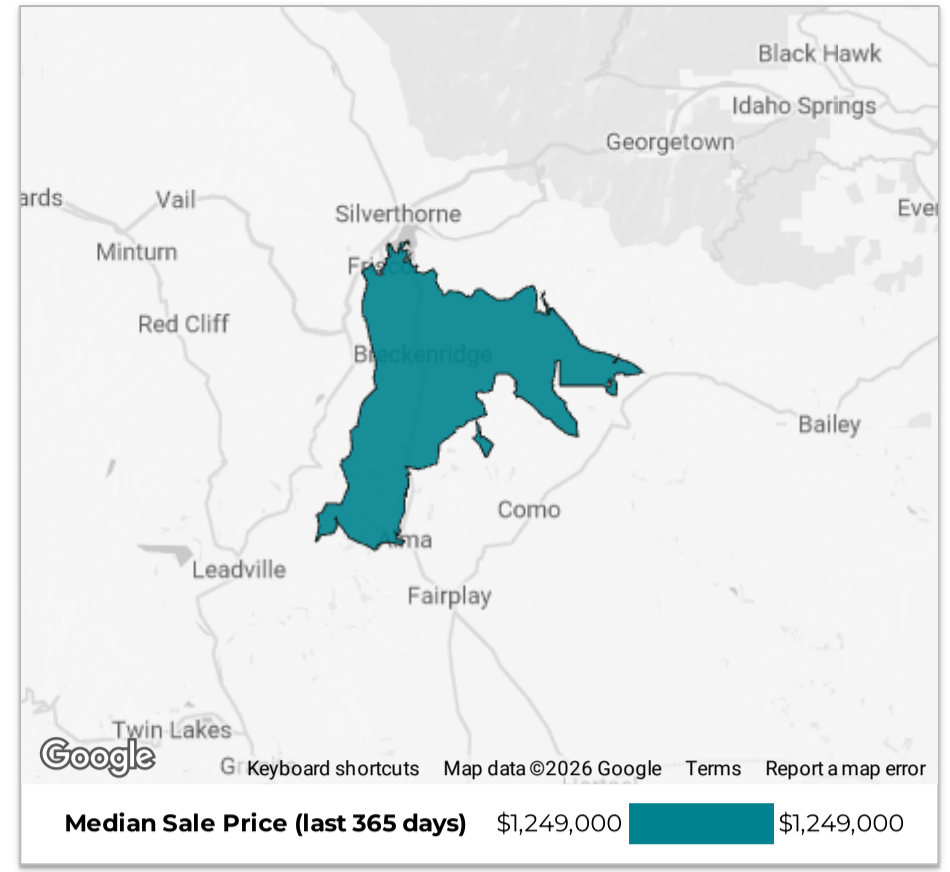 Black Hawk
Idaho Springs
Georgetown
ards
Vail
Ever
Silverthorne
Minturn
Frisco
Red Cliff
Breckenridge
Bailey
Como
Alma
Leadville
Fairplay
Twin Lakes
Google
Keyboard shortcuts Map data ©2026 Google Terms Report a map error
Median Sale Price (last 365 days) $1,249,000 $1,249,000